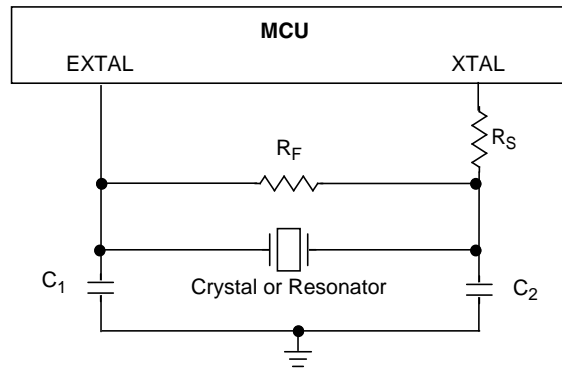 MCU
EXTAL XTAL
R_S
R_F
C_1 Crystal or Resonator C_2